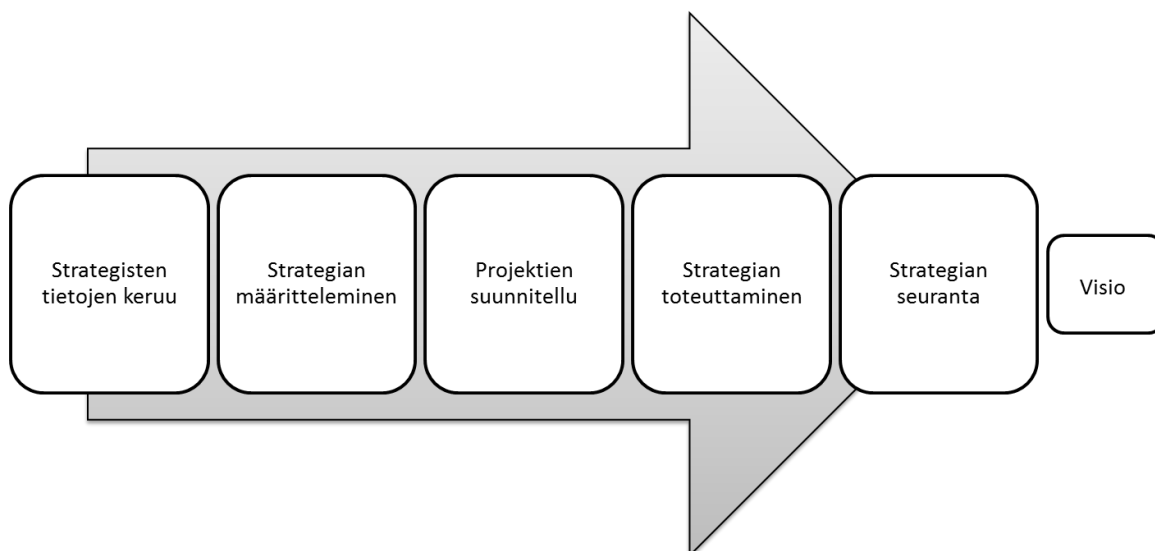 Strategisten
tietojen keruu
Strategian
määritteleminen
Projektien
suunnitellu
Strategian
toteuttaminen
Strategian
seuranta
Visio